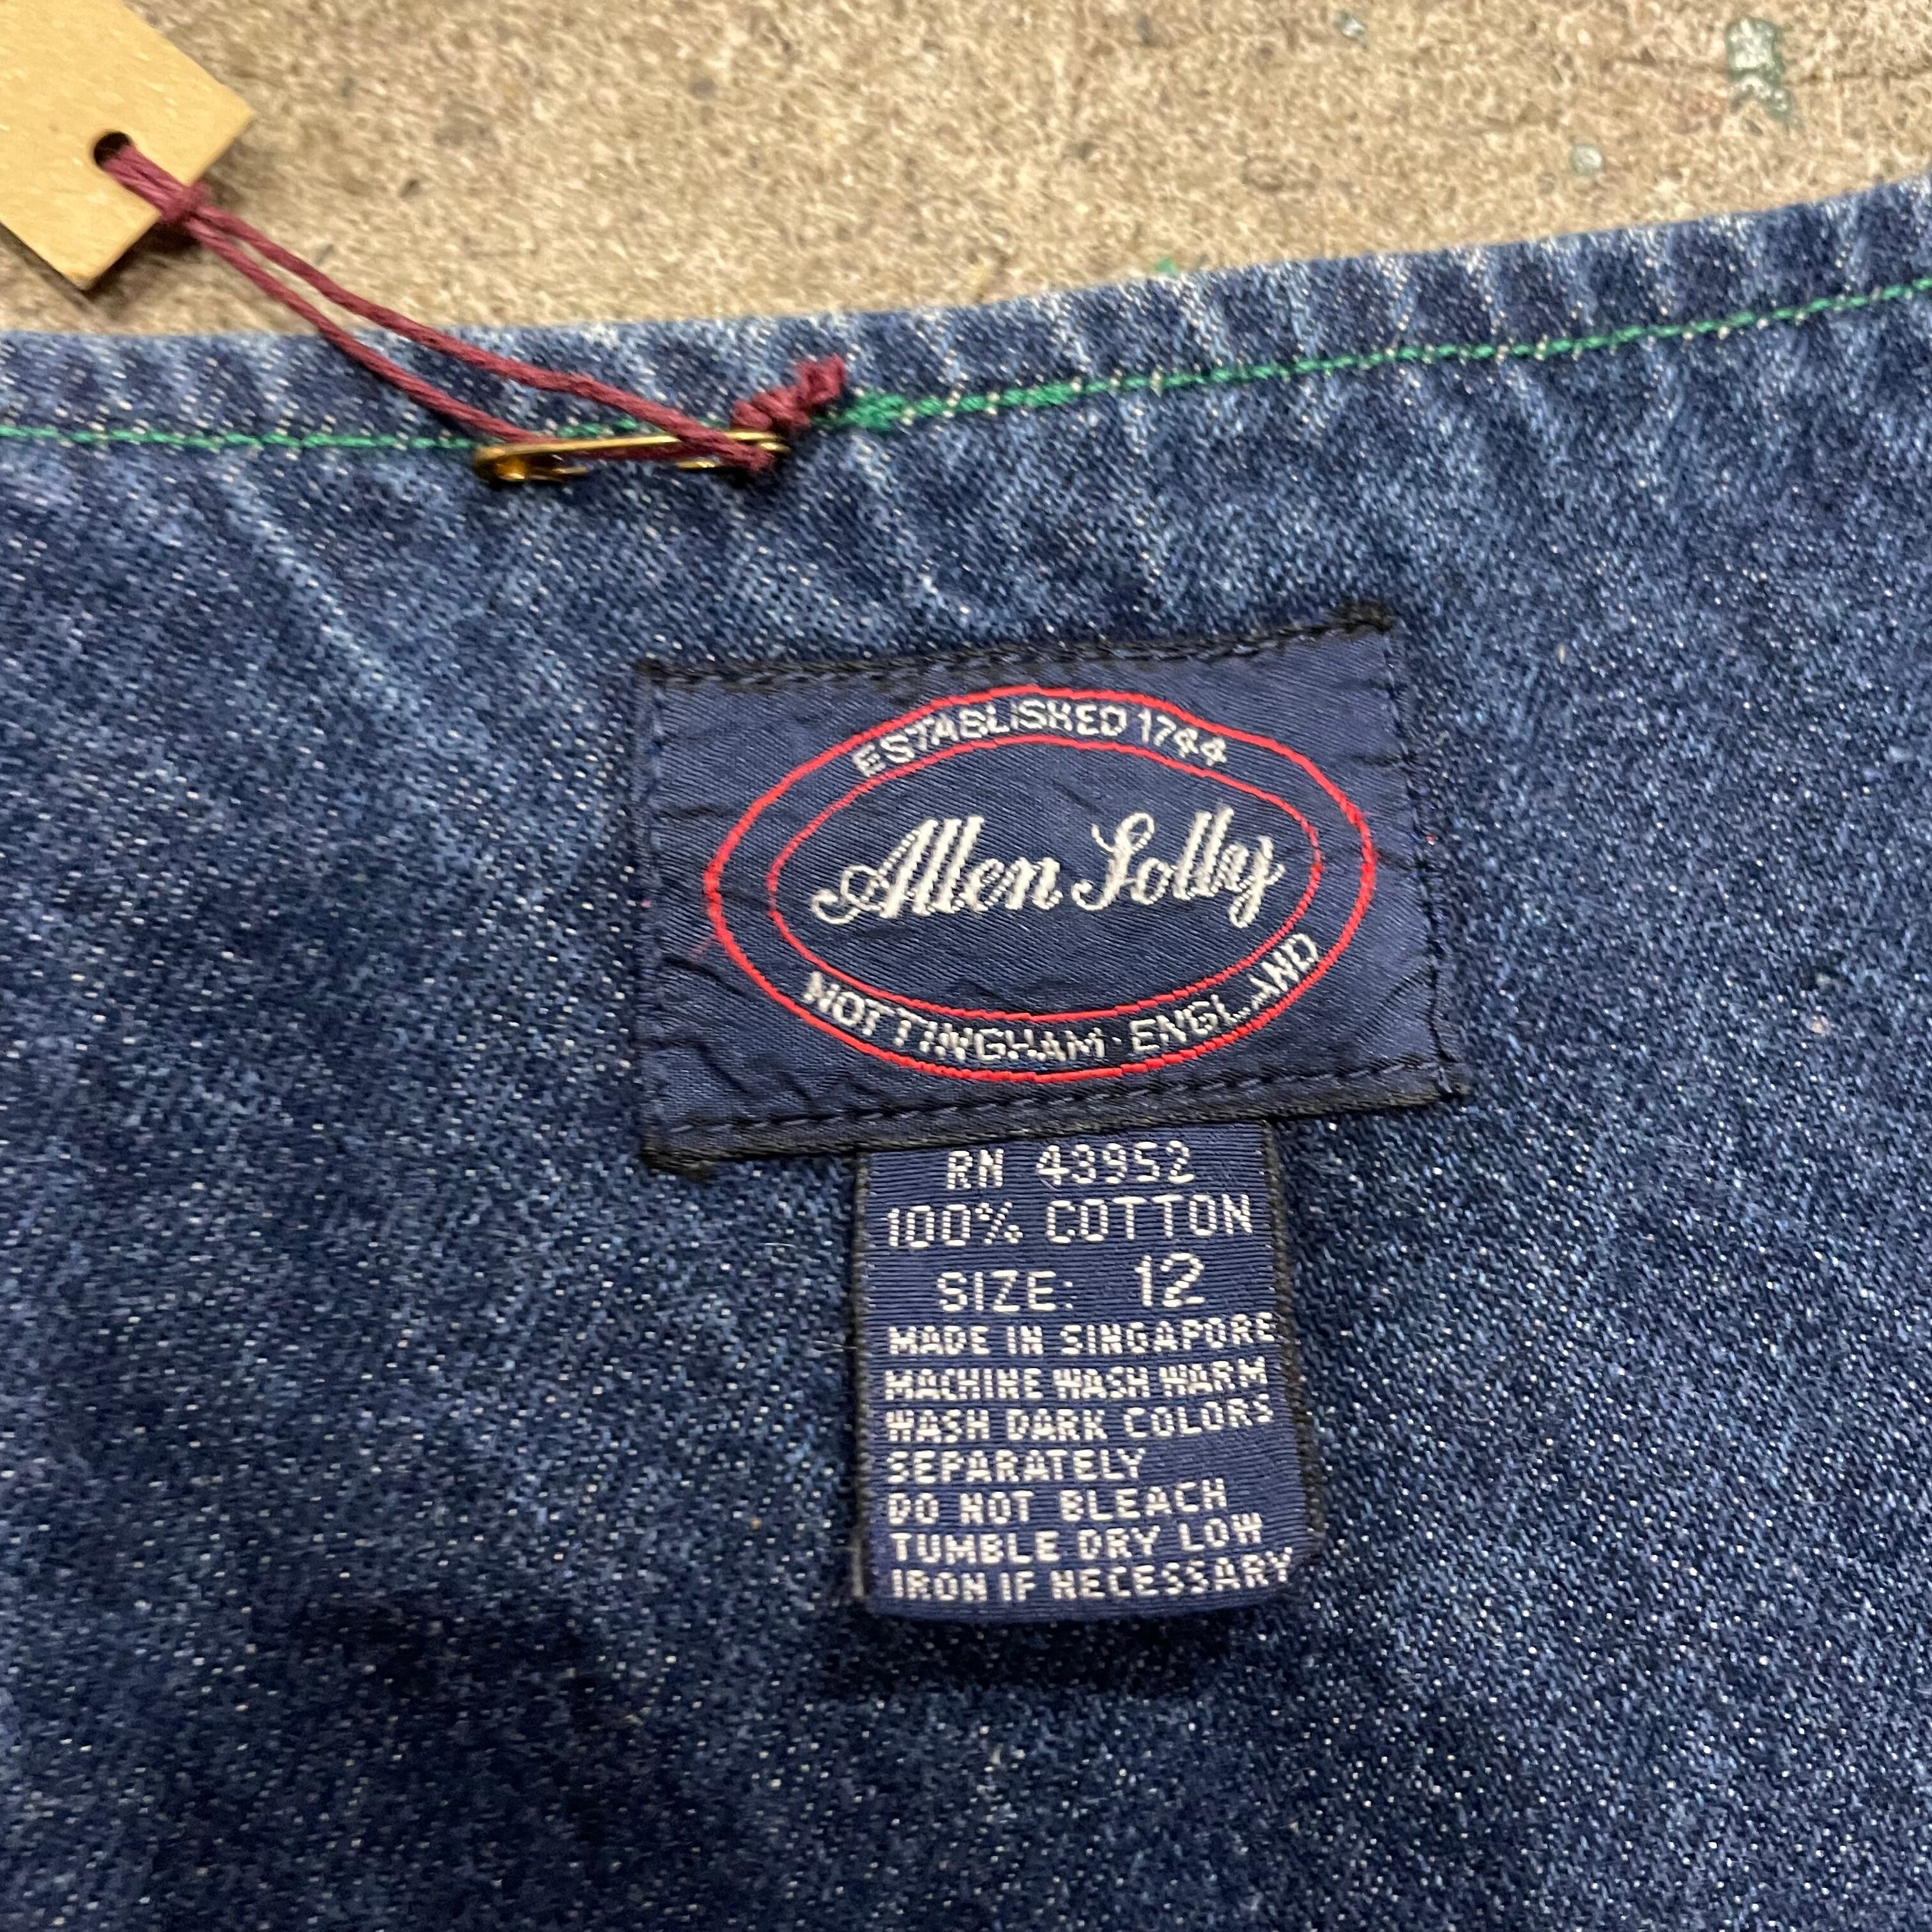 ESTABLISHED 1744
Allen Solly
NOTTINGHAM · ENGLAND
RN 43952
100% COTTON
SIZE: 12
MADE IN SINGAPORE
MACHINE WASH WARM
WASH DARK COLORS
SEPARATELY
DO NOT BLEACH
TUMBLE DRY LOW
IRON IF NECESSARY